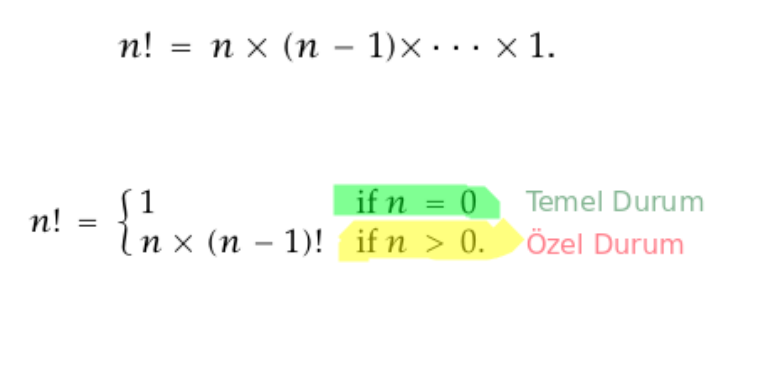 n! = n × (n − 1)× · · · × 1.
n! = { 1 if n = 0 Temel Durum
n × (n − 1)! if n > 0. Özel Durum